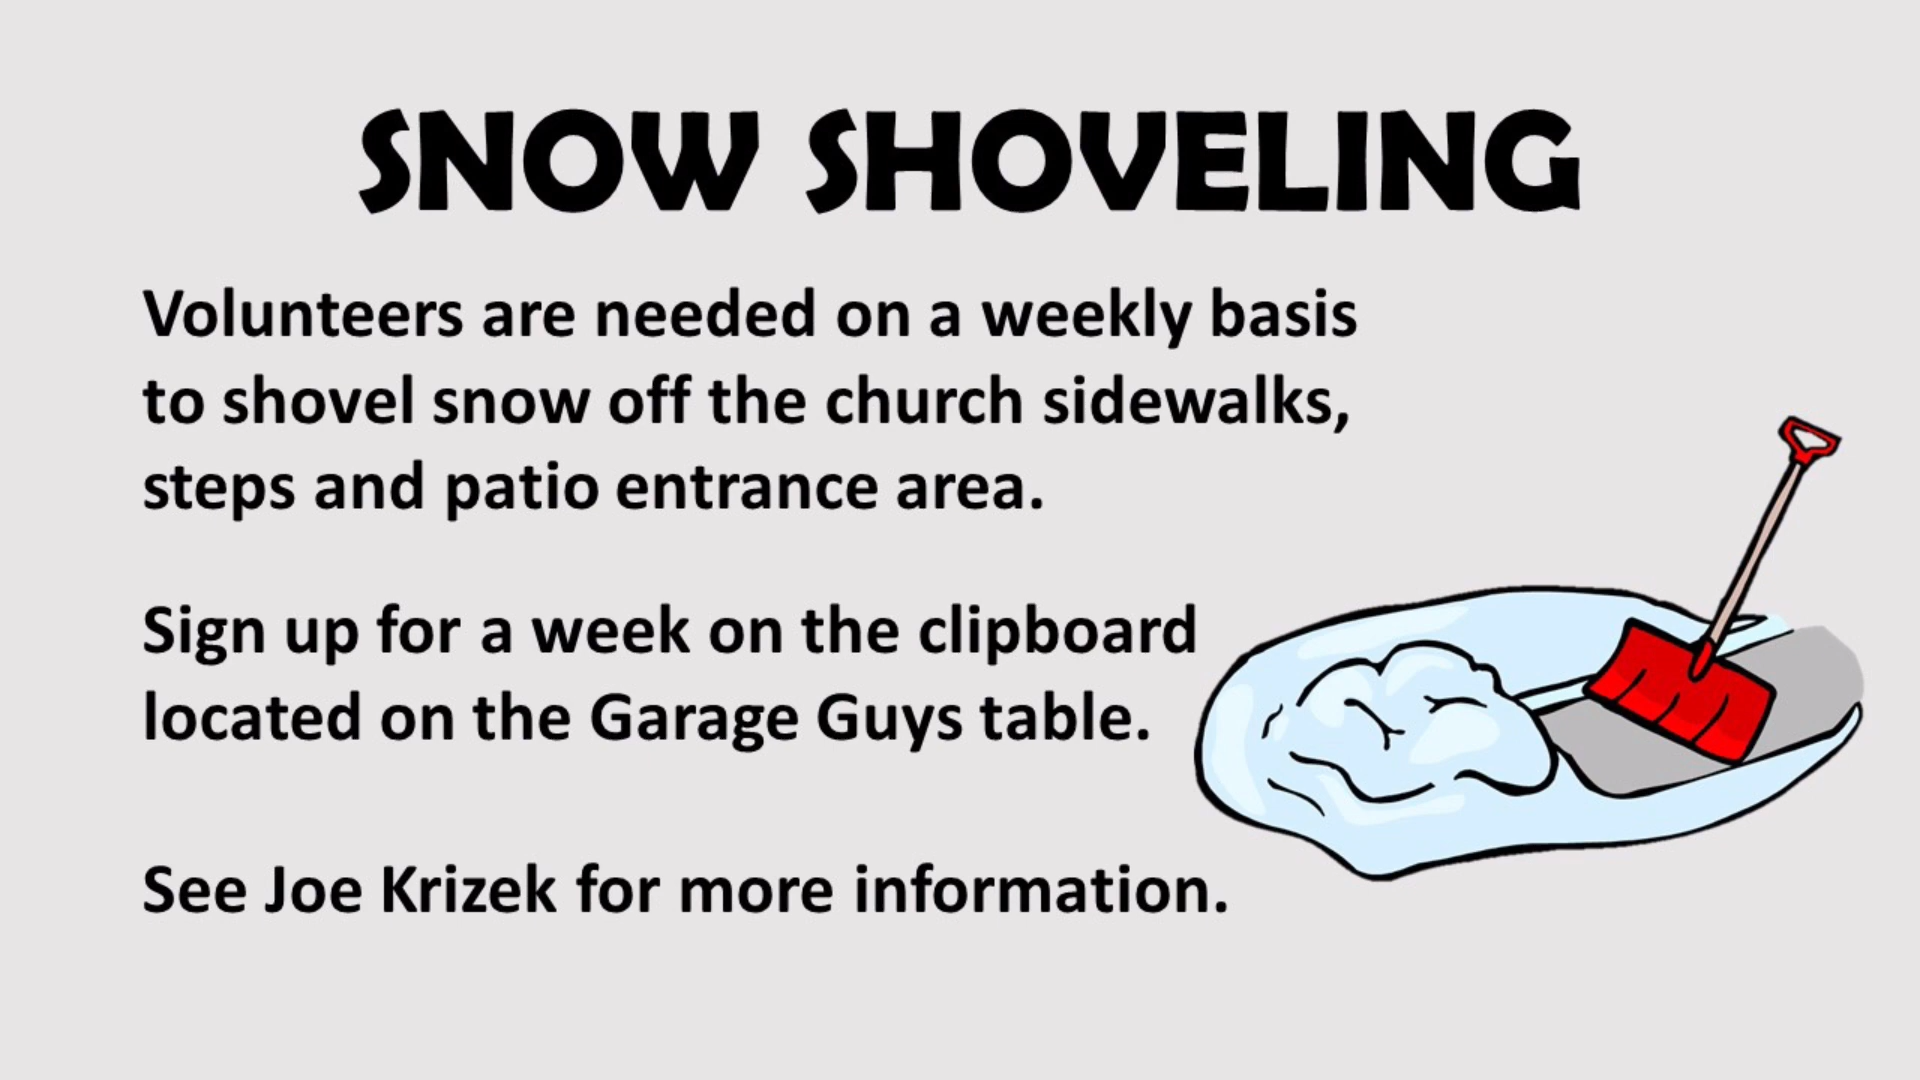 SNOW SHOVELING
Volunteers are needed on a weekly basis
to shovel snow off the church sidewalks,
steps and patio entrance area.
Sign up for a week on the clipboard
located on the Garage Guys table.
See Joe Krizek for more information.